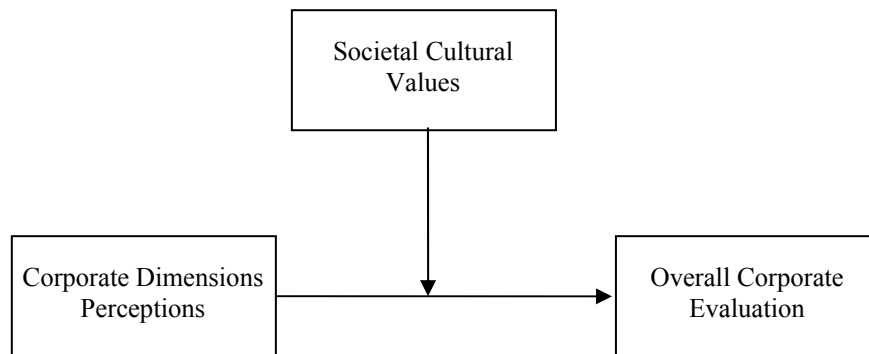 Societal Cultural
Values
Corporate Dimensions
Perceptions
Overall Corporate
Evaluation